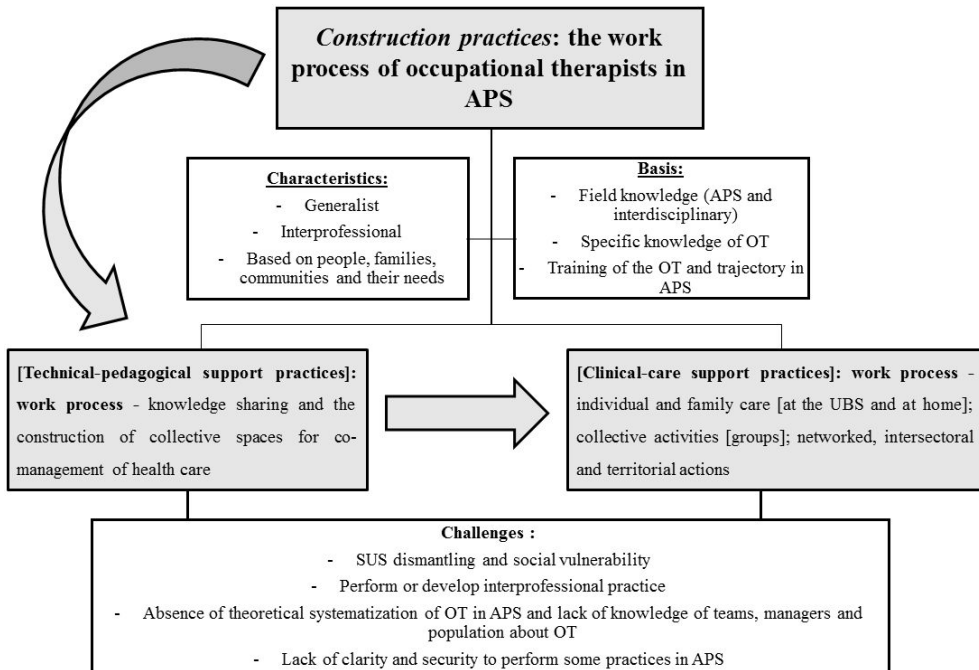 Construction practices: the work
process of occupational therapists in
APS
Characteristics:
- Generalist
- Interprofessional
- Based on people, families,
communities and their needs
Basis:
- Field knowledge (APS and
interdisciplinary)
- Specific knowledge of OT
- Training of the OT and trajectory in
APS
[Technical-pedagogical support practices]:
work process - knowledge sharing and the
construction of collective spaces for co-
management of health care
[Clinical-care support practices]: work process -
individual and family care [at the UBS and at home];
collective activities [groups]; networked, intersectoral
and territorial actions
Challenges :
- SUS dismantling and social vulnerability
- Perform or develop interprofessional practice
- Absence of theoretical systematization of OT in APS and lack of knowledge of teams, managers and
population about OT
- Lack of clarity and security to perform some practices in APS